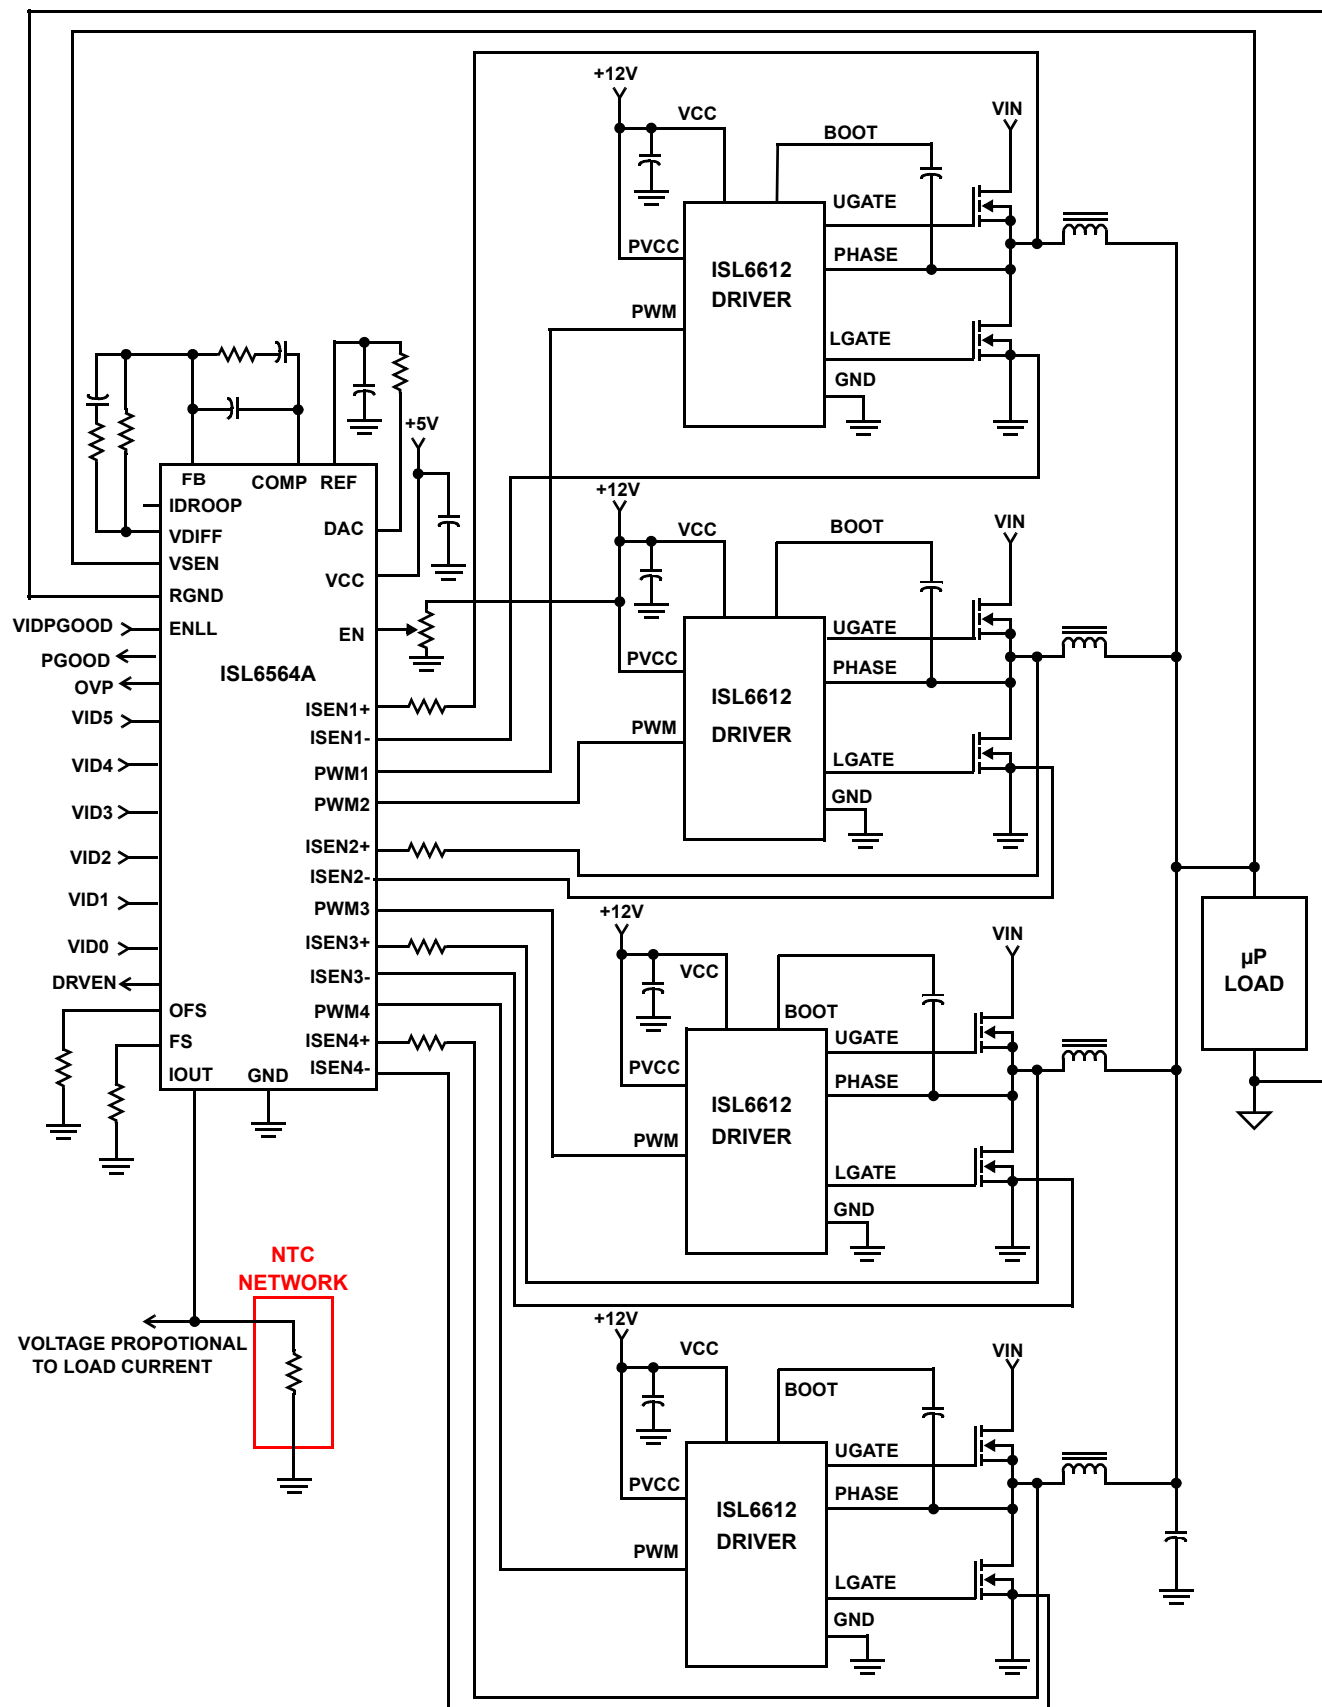 +12V
VCC
VIN
BOOT
UGATE
PVCC
PHASE
ISL6612
DRIVER
PWM
LGATE
GND
+5V
FB
COMP
REF
IDROOP
DAC
VDIFF
VSEN
VCC
RGND
VIDPGOOD
ENLL
EN
PGOOD
ISL6564A
OVP
ISEN1+
VID5
ISEN1-
VID4
PWM1
PWM2
VID3
ISEN2+
VID2
ISEN2-
VID1
PWM3
VID0
ISEN3+
ISEN3-
DRVEN
OFS
PWM4
FS
ISEN4+
IOUT
GND
ISEN4-
+12V
VCC
VIN
BOOT
UGATE
PVCC
PHASE
ISL6612
DRIVER
PWM
LGATE
GND
+12V
VCC
VIN
BOOT
UGATE
PVCC
PHASE
ISL6612
DRIVER
PWM
LGATE
GND
µP
LOAD
NTC
NETWORK
VOLTAGE PROPOTIONAL
TO LOAD CURRENT
+12V
VCC
VIN
BOOT
UGATE
PVCC
PHASE
ISL6612
DRIVER
PWM
LGATE
GND